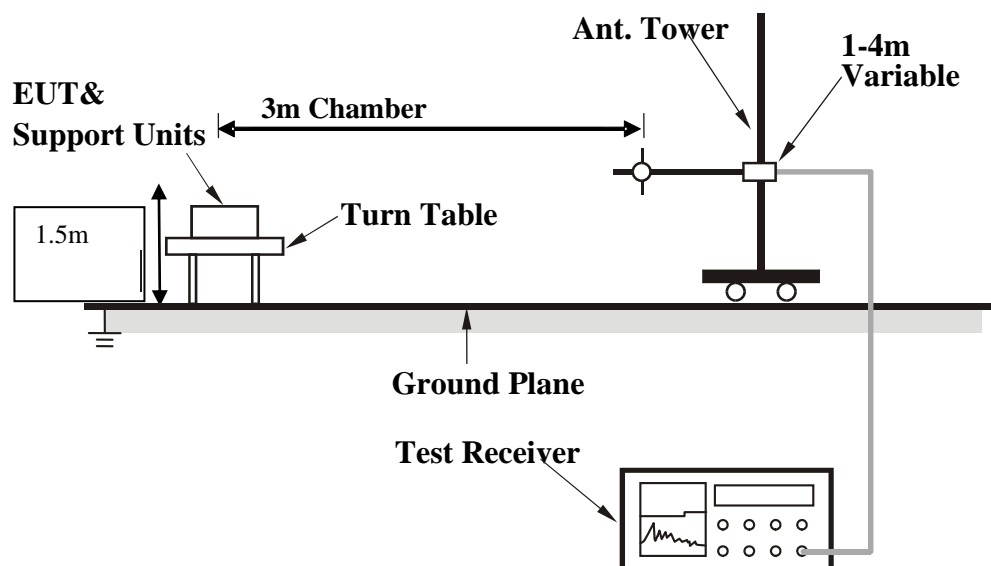 Ant. Tower
1-4m
Variable
EUT&
Support Units
3m Chamber
Turn Table
1.5m
Ground Plane
Test Receiver